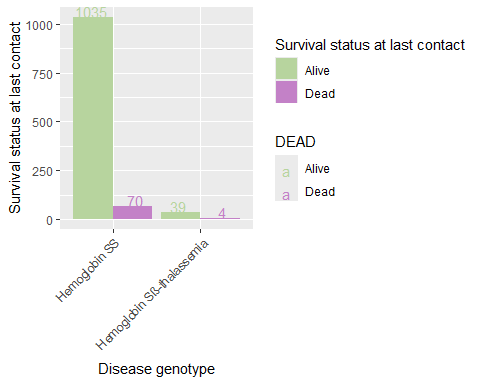 Survival status at last contact
1000
750
500
250
0
1035
70
39
4
Hemoglobin SS
Hemoglobin Sß-thalassemia
Disease genotype
Survival status at last contact
Alive
Dead
DEAD
a Alive
a Dead